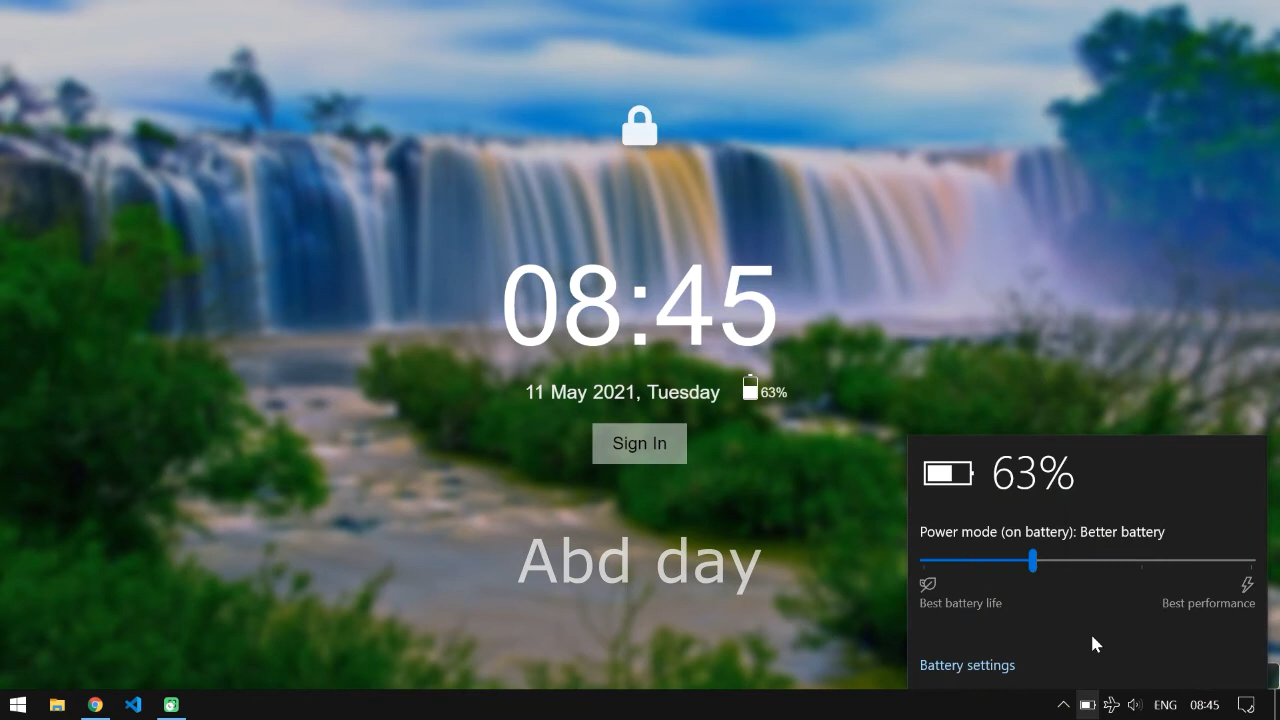 08:45
11 May 2021, Tuesday 63%
Sign In
Abd day
63%
Power mode (on battery): Better battery
Best battery life Best performance
Battery settings
ENG 08:45